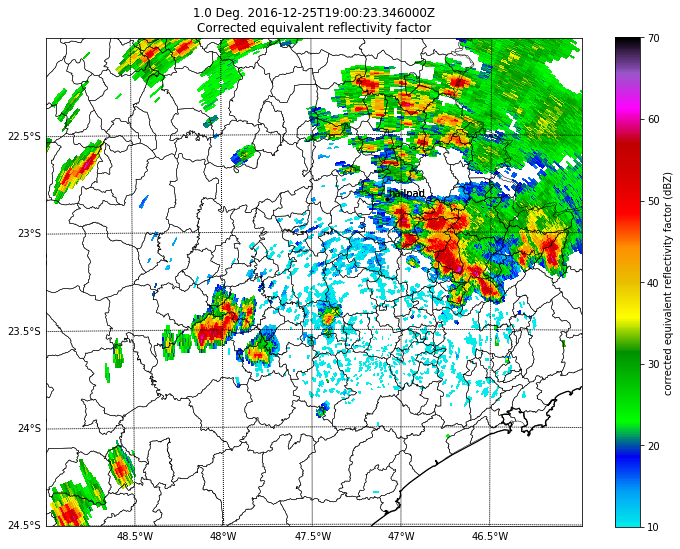 1.0 Deg. 2016-12-25T19:00:23.346000Z
Corrected equivalent reflectivity factor
22.5°S
23°S
23.5°S
24°S
24.5°S
48.5°W
48°W
47.5°W
47°W
46.5°W
Hailpad
70
60
50
40
30
20
10
corrected equivalent reflectivity factor (dBZ)